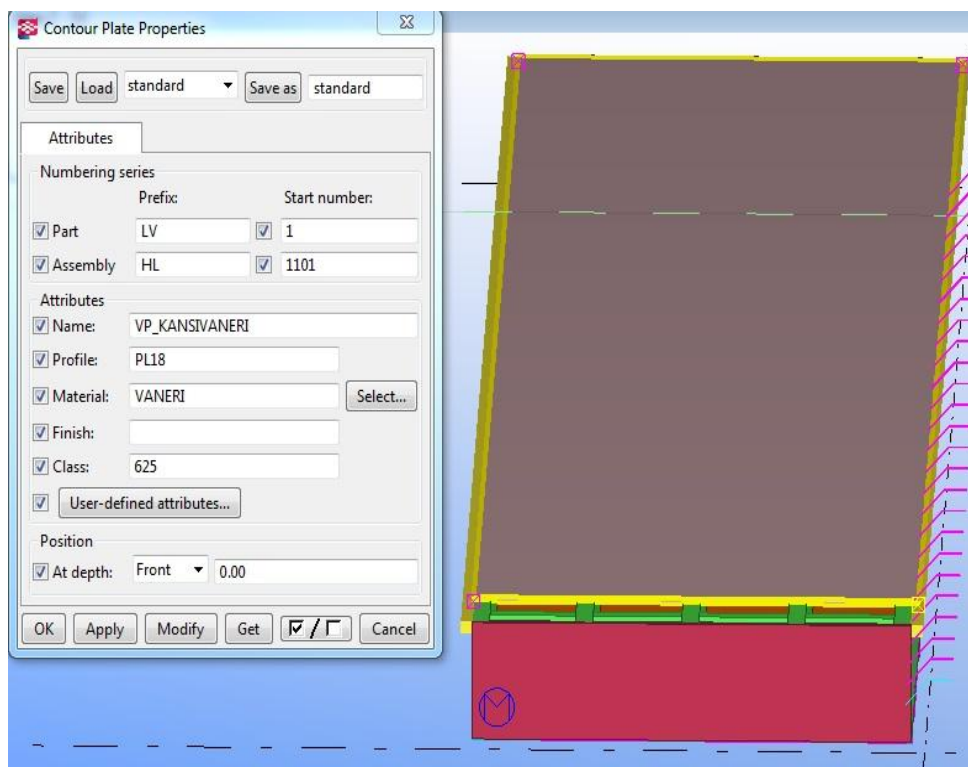 Contour Plate Properties
Save Load standard Save as standard
Attributes
Numbering series
Prefix: Start number:
Part LV 1
Assembly HL 1101
Attributes
Name: VP_KANSIVANERI
Profile: PL18
Material: VANERI Select...
Finish:
Class: 625
User-defined attributes...
Position
At depth: Front 0.00
OK Apply Modify Get / Cancel
M